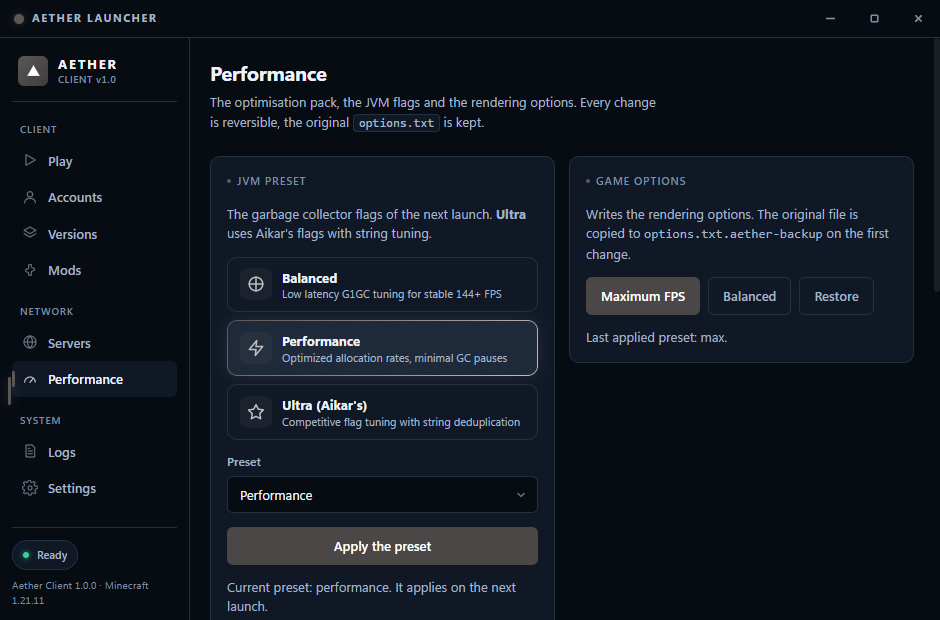 AETHER LAUNCHER
AETHER
CLIENT v1.0
CLIENT
Play
Accounts
Versions
Mods
NETWORK
Servers
Performance
SYSTEM
Logs
Settings
Ready
Aether Client 1.0.0 · Minecraft
1.21.11
Performance
The optimisation pack, the JVM flags and the rendering options. Every change
is reversible, the original options.txt is kept.
JVM PRESET
The garbage collector flags of the next launch. Ultra
uses Aikar's flags with string tuning.
Balanced
Low latency G1GC tuning for stable 144+ FPS
Performance
Optimized allocation rates, minimal GC pauses
Ultra (Aikar's)
Competitive flag tuning with string deduplication
Preset
Performance
Apply the preset
Current preset: performance. It applies on the next
launch.
GAME OPTIONS
Writes the rendering options. The original file is
copied to options.txt.aether-backup on the first
change.
Maximum FPS
Balanced
Restore
Last applied preset: max.